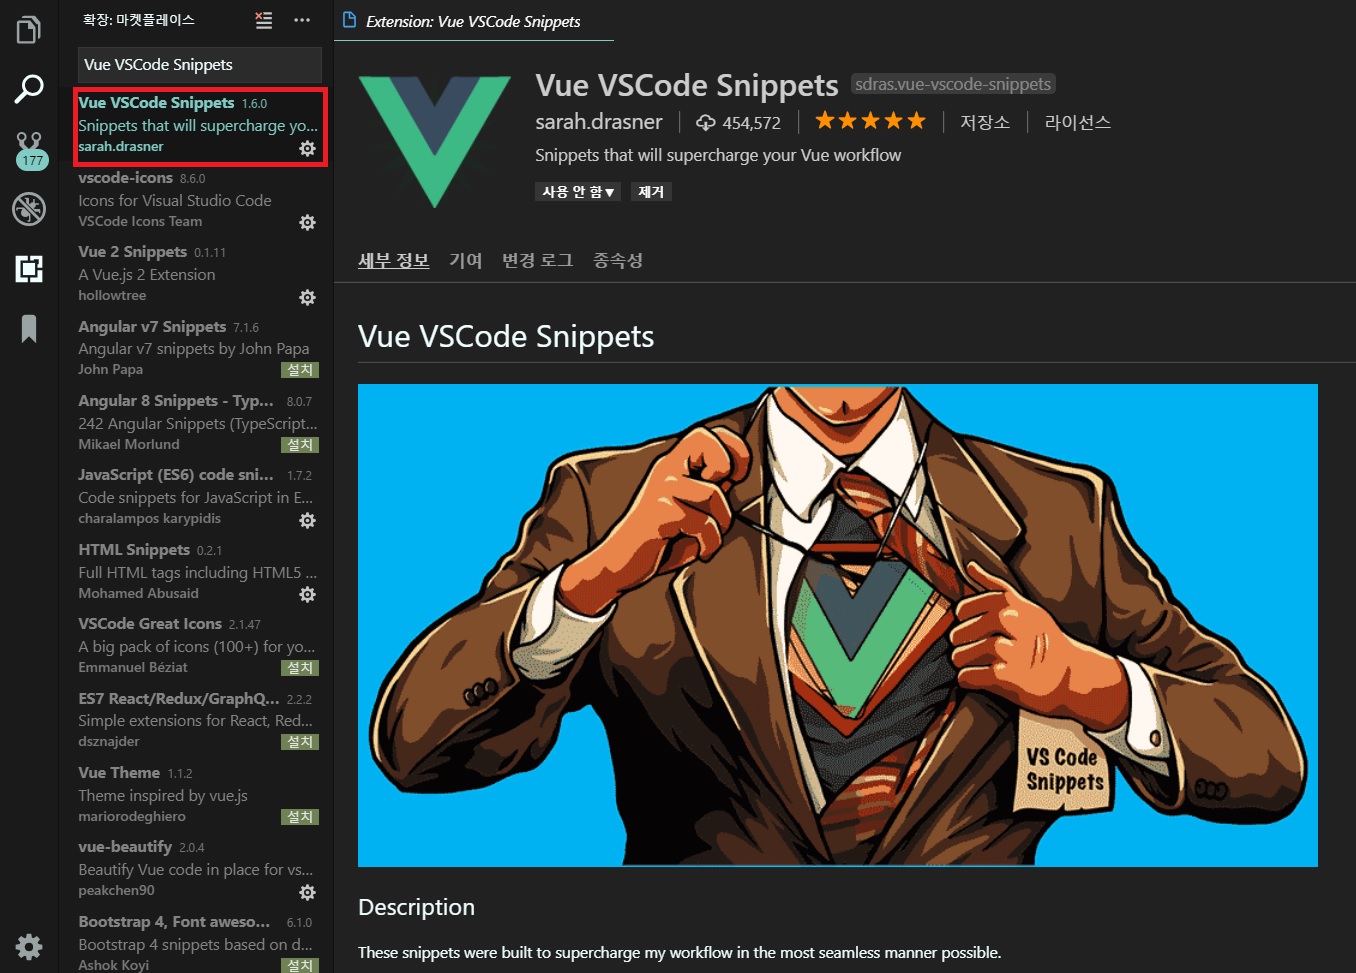 확장: 마켓플레이스
Vue VSCode Snippets
Vue VSCode Snippets 1.6.0
Snippets that will supercharge yo...
sarah.drasner
177
vscode-icons 8.6.0
Icons for Visual Studio Code
VSCode Icons Team
Vue 2 Snippets 0.1.11
A Vue.js 2 Extension
hollowtree
Angular v7 Snippets 7.1.6
Angular v7 snippets by John Papa
John Papa 설치
Angular 8 Snippets - Typ... 8.0.7
242 Angular Snippets (TypeScript...
Mikael Morlund 설치
JavaScript (ES6) code sni... 1.7.2
Code snippets for JavaScript in E...
charalampos karypidis
HTML Snippets 0.2.1
Full HTML tags including HTML5 ...
Mohamed Abusaid
VSCode Great Icons 2.1.47
A big pack of icons (100+) for yo...
Emmanuel Béziat 설치
ES7 React/Redux/GraphQ... 2.2.2
Simple extensions for React, Red...
dsznajder 설치
Vue Theme 1.1.2
Theme inspired by vue.js
mariorodeghiero 설치
vue-beautify 2.0.4
Beautify Vue code in place for vs...
peakchen90
Bootstrap 4, Font aweso... 6.1.0
Bootstrap 4 snippets based on d...
Ashok Koyi 설치
Extension: Vue VSCode Snippets
Vue VSCode Snippets sdras.vue-vscode-snippets
sarah.drasner 454,572 저장소 라이선스
Snippets that will supercharge your Vue workflow
사용 안 함▼ 제거
세부 정보 기여 변경 로그 종속성
Vue VSCode Snippets
VS Code
Snippets
Description
These snippets were built to supercharge my workflow in the most seamless manner possible.